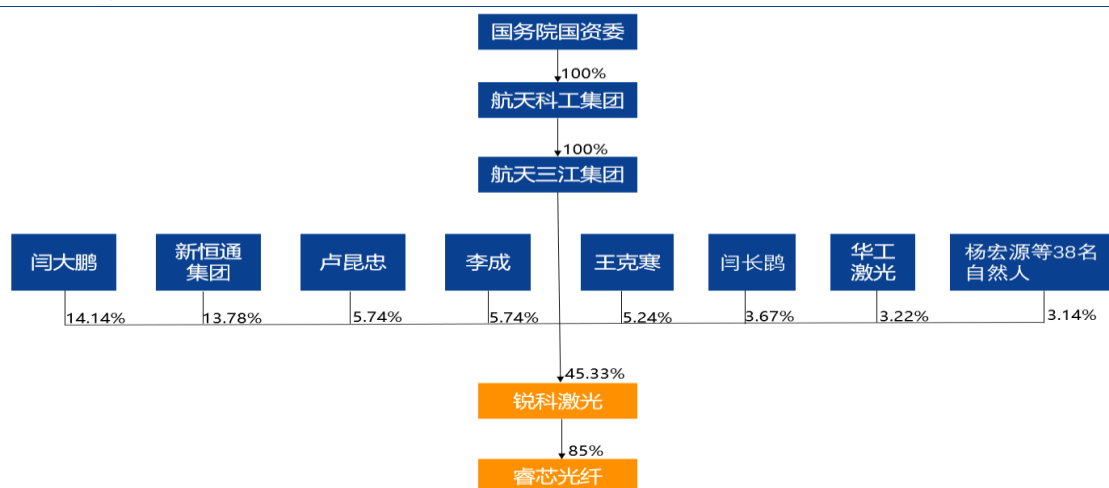 国务院国资委
100%
航天科工集团
100%
航天三江集团
闫大鹏
新恒通
集团
卢昆忠
李成
王克寒
闫长鹍
华工
激光
杨宏源等38名
自然人
14.14%
13.78%
5.74%
5.74%
5.24%
3.67%
3.22%
3.14%
45.33%
锐科激光
85%
睿芯光纤